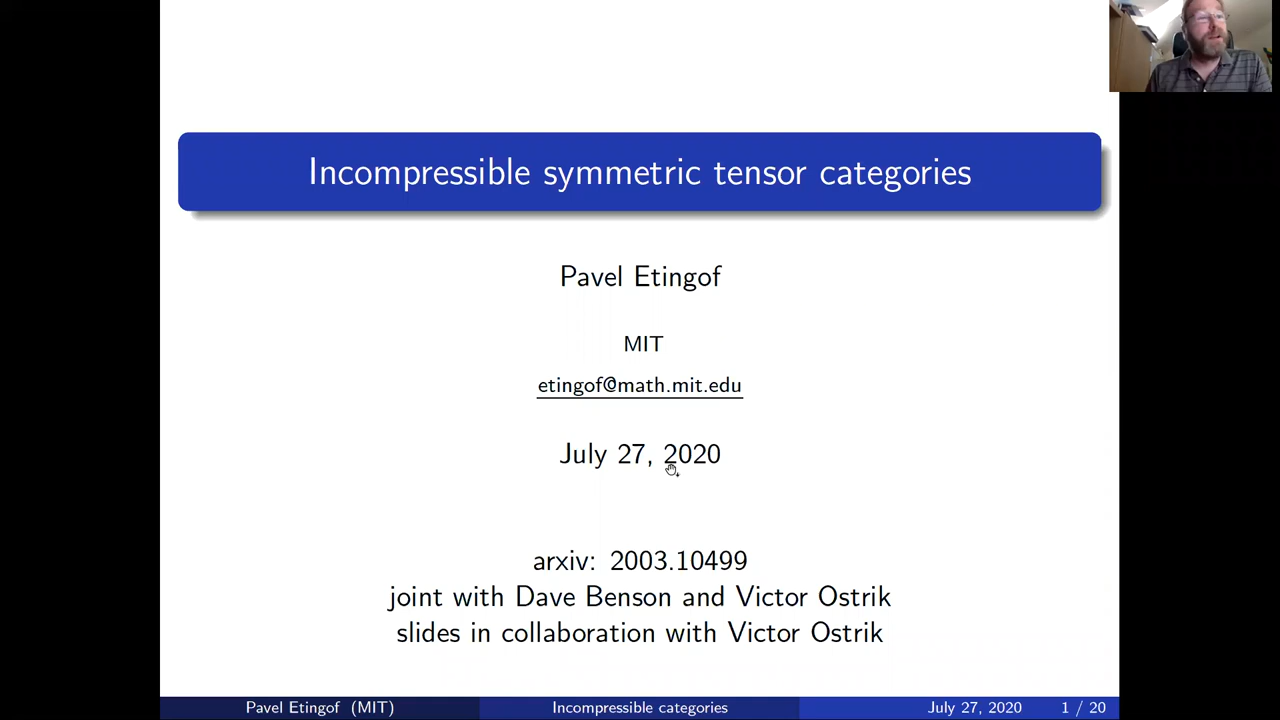 Incompressible symmetric tensor categories
Pavel Etingof
MIT
etingof@math.mit.edu
July 27, 2020
arxiv: 2003.10499
joint with Dave Benson and Victor Ostrik
slides in collaboration with Victor Ostrik
Pavel Etingof (MIT) Incompressible categories July 27, 2020 1 / 20